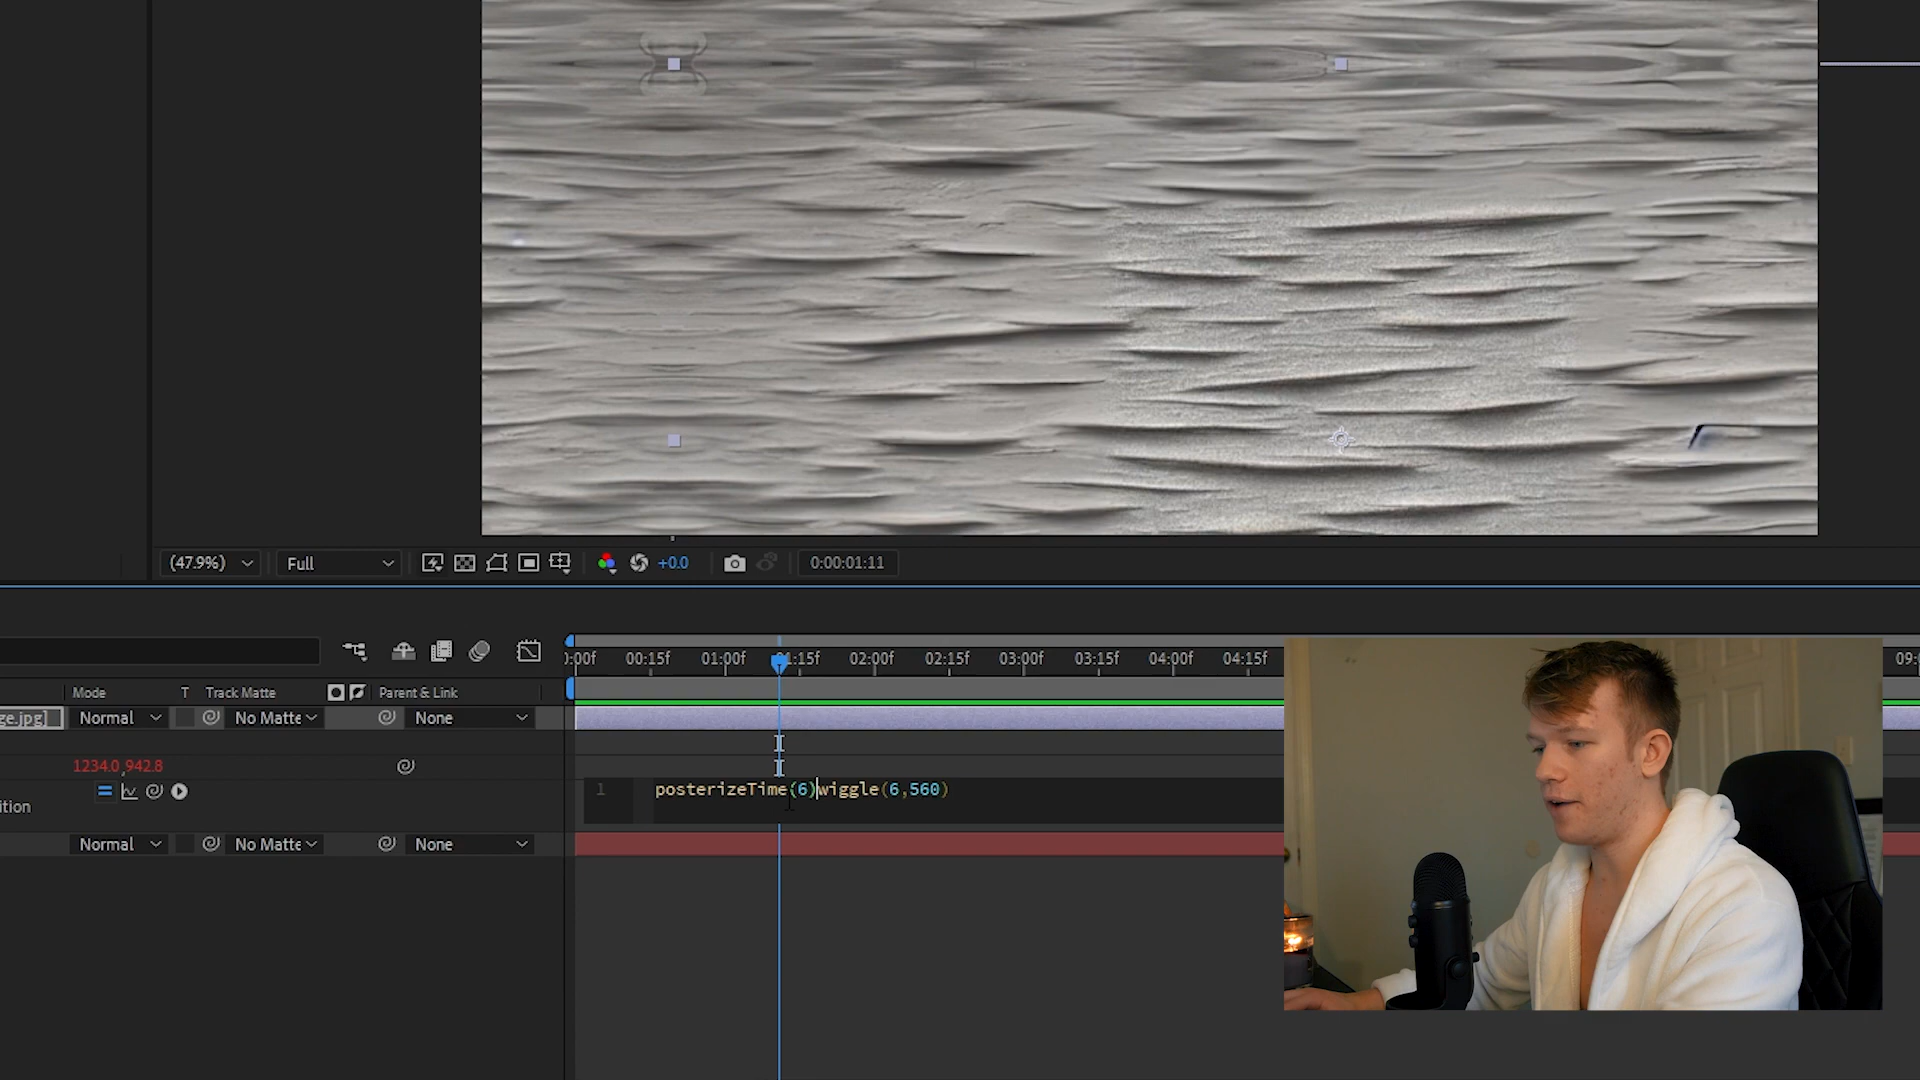 (47.9%)
Full
+0.0
0:00:01:11
0:00f 00:15f 01:00f 01:15f 02:00f 02:15f 03:00f 03:15f 04:00f 04:15f 09:0
Mode T Track Matte Parent & Link
ge.jpg] Normal No Matte None
1234.0,942.8
1 posterizeTime(6)wiggle(6,560)
ition
Normal No Matte None